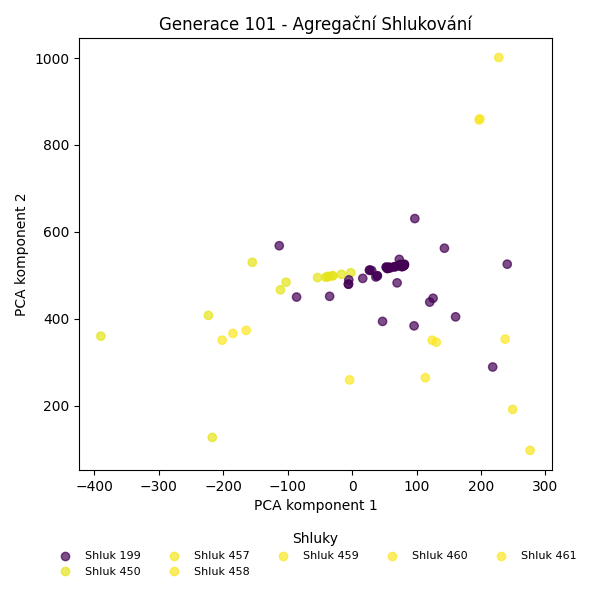 Generace 101 - Agregační Shlukování
1000
800
600
400
200
PCA komponent 2
−400 −300 −200 −100 0 100 200 300
PCA komponent 1
Shluky
Shluk 199 Shluk 457 Shluk 459 Shluk 460 Shluk 461
Shluk 450 Shluk 458